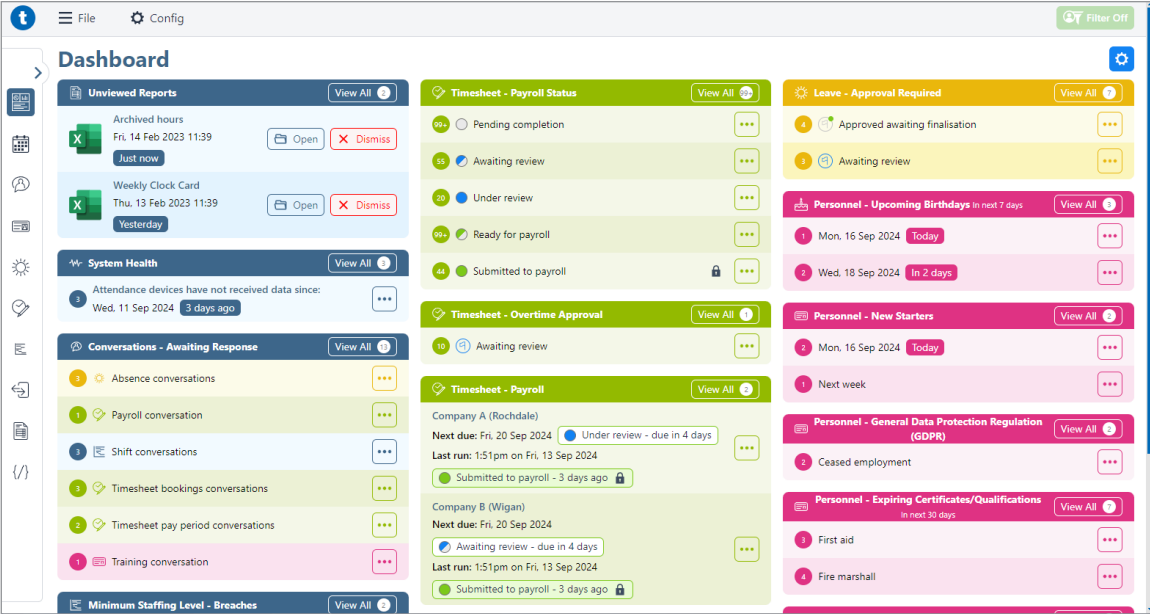 t File Config Filter Off
Dashboard
Unviewed Reports View All 2
Archived hours
Fri, 14 Feb 2023 11:39 Open Dismiss
Just now
Weekly Clock Card
Thu, 13 Feb 2023 11:39 Open Dismiss
Yesterday
System Health View All 3
3 Attendance devices have not received data since:
Wed, 11 Sep 2024 3 days ago
Conversations - Awaiting Response View All 13
3 Absence conversations
1 Payroll conversation
3 Shift conversations
3 Timesheet bookings conversations
2 Timesheet pay period conversations
1 Training conversation
Minimum Staffing Level - Breaches View All 2
Timesheet - Payroll Status View All 99+
99+ Pending completion
55 Awaiting review
20 Under review
99+ Ready for payroll
44 Submitted to payroll
Timesheet - Overtime Approval View All 1
10 Awaiting review
Timesheet - Payroll View All 2
Company A (Rochdale)
Next due: Fri, 20 Sep 2024 Under review - due in 4 days
Last run: 1:51pm on Fri, 13 Sep 2024
Submitted to payroll - 3 days ago
Company B (Wigan)
Next due: Fri, 20 Sep 2024
Awaiting review - due in 4 days
Last run: 1:51pm on Fri, 13 Sep 2024
Submitted to payroll - 3 days ago
Leave - Approval Required View All 7
4 Approved awaiting finalisation
3 Awaiting review
Personnel - Upcoming Birthdays In next 7 days View All 3
1 Mon, 16 Sep 2024 Today
2 Wed, 18 Sep 2024 In 2 days
Personnel - New Starters View All 2
2 Mon, 16 Sep 2024 Today
1 Next week
Personnel - General Data Protection Regulation
(GDPR) View All 2
2 Ceased employment
Personnel - Expiring Certificates/Qualifications
In next 30 days View All 7
3 First aid
4 Fire marshall